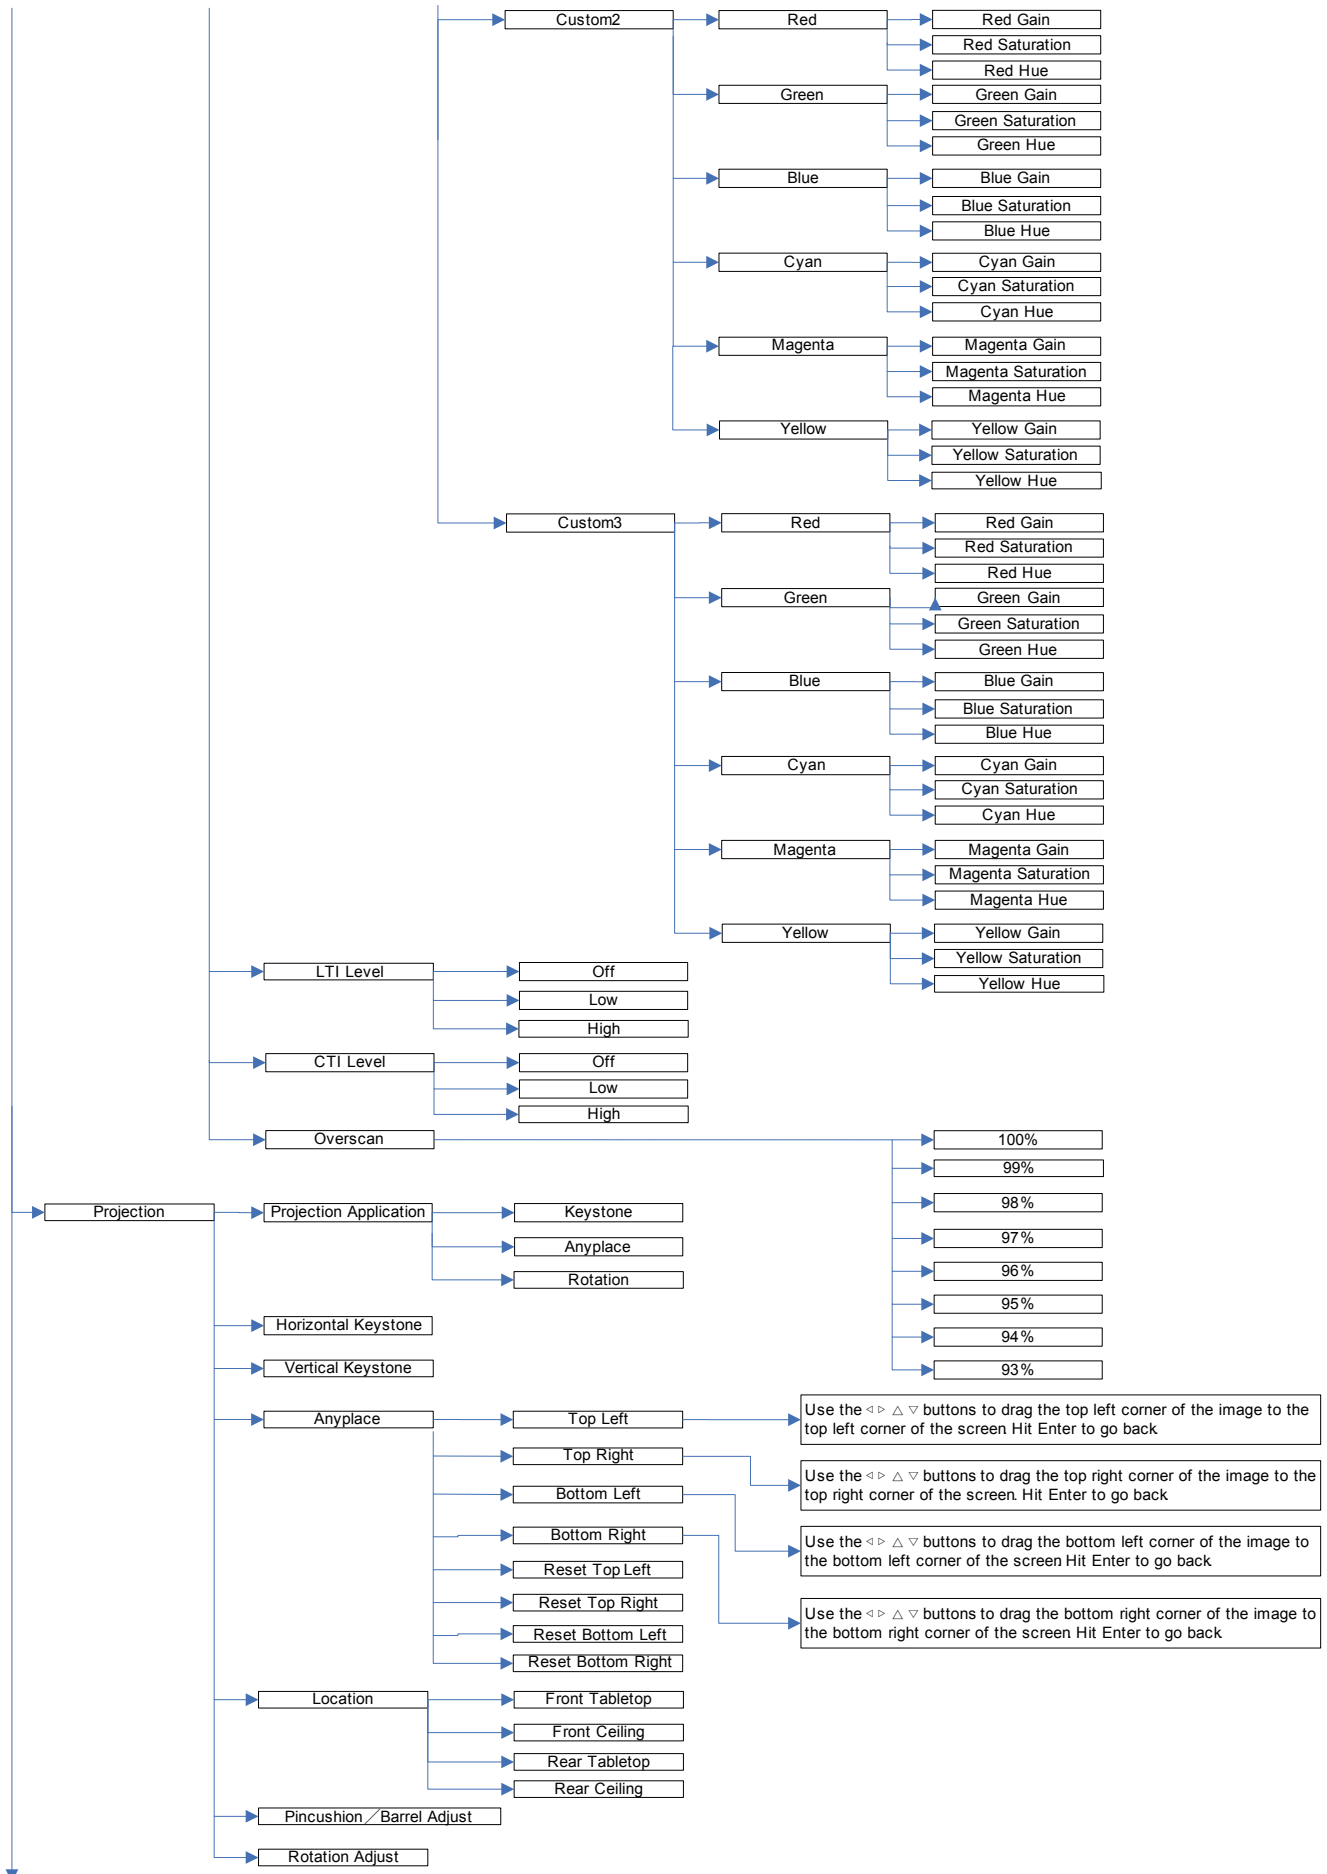 Custom2
Red
Red Gain
Red Saturation
Red Hue
Green
Green Gain
Green Saturation
Green Hue
Blue
Blue Gain
Blue Saturation
Blue Hue
Cyan
Cyan Gain
Cyan Saturation
Cyan Hue
Magenta
Magenta Gain
Magenta Saturation
Magenta Hue
Yellow
Yellow Gain
Yellow Saturation
Yellow Hue
Custom3
Red
Red Gain
Red Saturation
Red Hue
Green
Green Gain
Green Saturation
Green Hue
Blue
Blue Gain
Blue Saturation
Blue Hue
Cyan
Cyan Gain
Cyan Saturation
Cyan Hue
Magenta
Magenta Gain
Magenta Saturation
Magenta Hue
Yellow
Yellow Gain
Yellow Saturation
Yellow Hue
LTI Level
Off
Low
High
CTI Level
Off
Low
High
Overscan
100%
99%
98%
97%
96%
95%
94%
93%
Projection
Projection Application
Keystone
Anyplace
Rotation
Horizontal Keystone
Vertical Keystone
Anyplace
Top Left
Use the ◁ ▷ △ ▽ buttons to drag the top left corner of the image to the
top left corner of the screen. Hit Enter to go back.
Top Right
Use the ◁ ▷ △ ▽ buttons to drag the top right corner of the image to the
top right corner of the screen. Hit Enter to go back.
Bottom Left
Use the ◁ ▷ △ ▽ buttons to drag the bottom left corner of the image to
the bottom left corner of the screen. Hit Enter to go back.
Bottom Right
Use the ◁ ▷ △ ▽ buttons to drag the bottom right corner of the image to
the bottom right corner of the screen. Hit Enter to go back.
Reset Top Left
Reset Top Right
Reset Bottom Left
Reset Bottom Right
Location
Front Tabletop
Front Ceiling
Rear Tabletop
Rear Ceiling
Pincushion／Barrel Adjust
Rotation Adjust